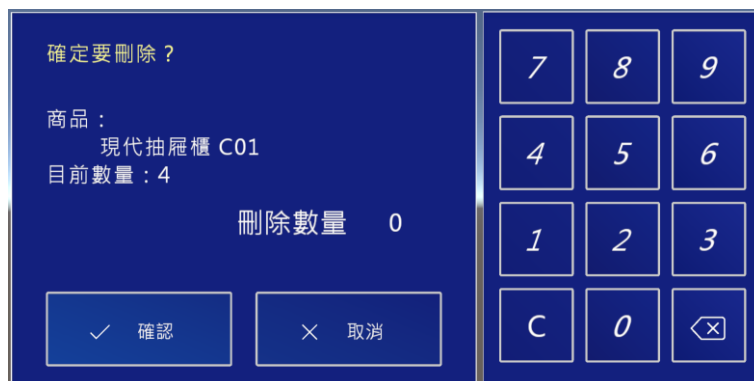 確定要刪除？
商品：
現代抽屜櫃 C01
目前數量：4
刪除數量 0
確認
取消
7 8 9
4 5 6
1 2 3
C 0